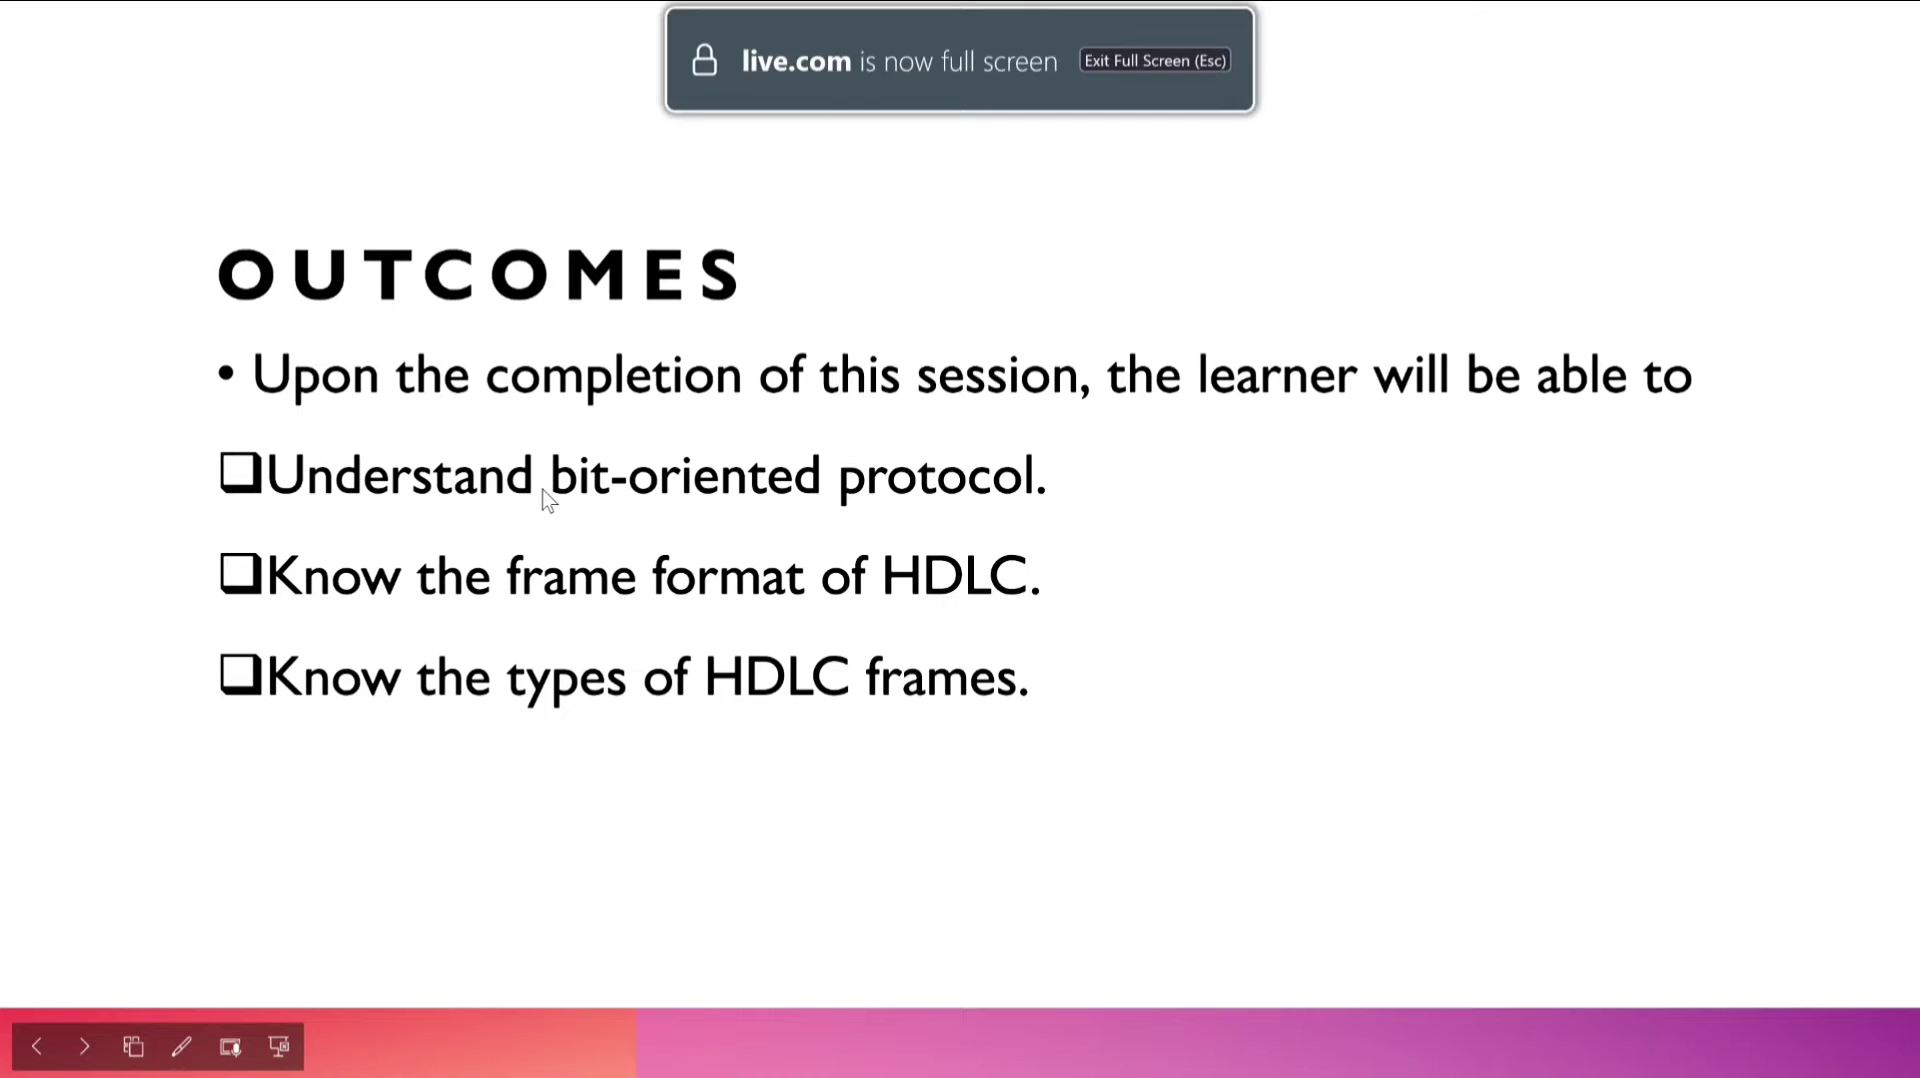 live.com is now full screen Exit Full Screen (Esc)
OUTCOMES
• Upon the completion of this session, the learner will be able to
❑Understand bit-oriented protocol.
❑Know the frame format of HDLC.
❑Know the types of HDLC frames.